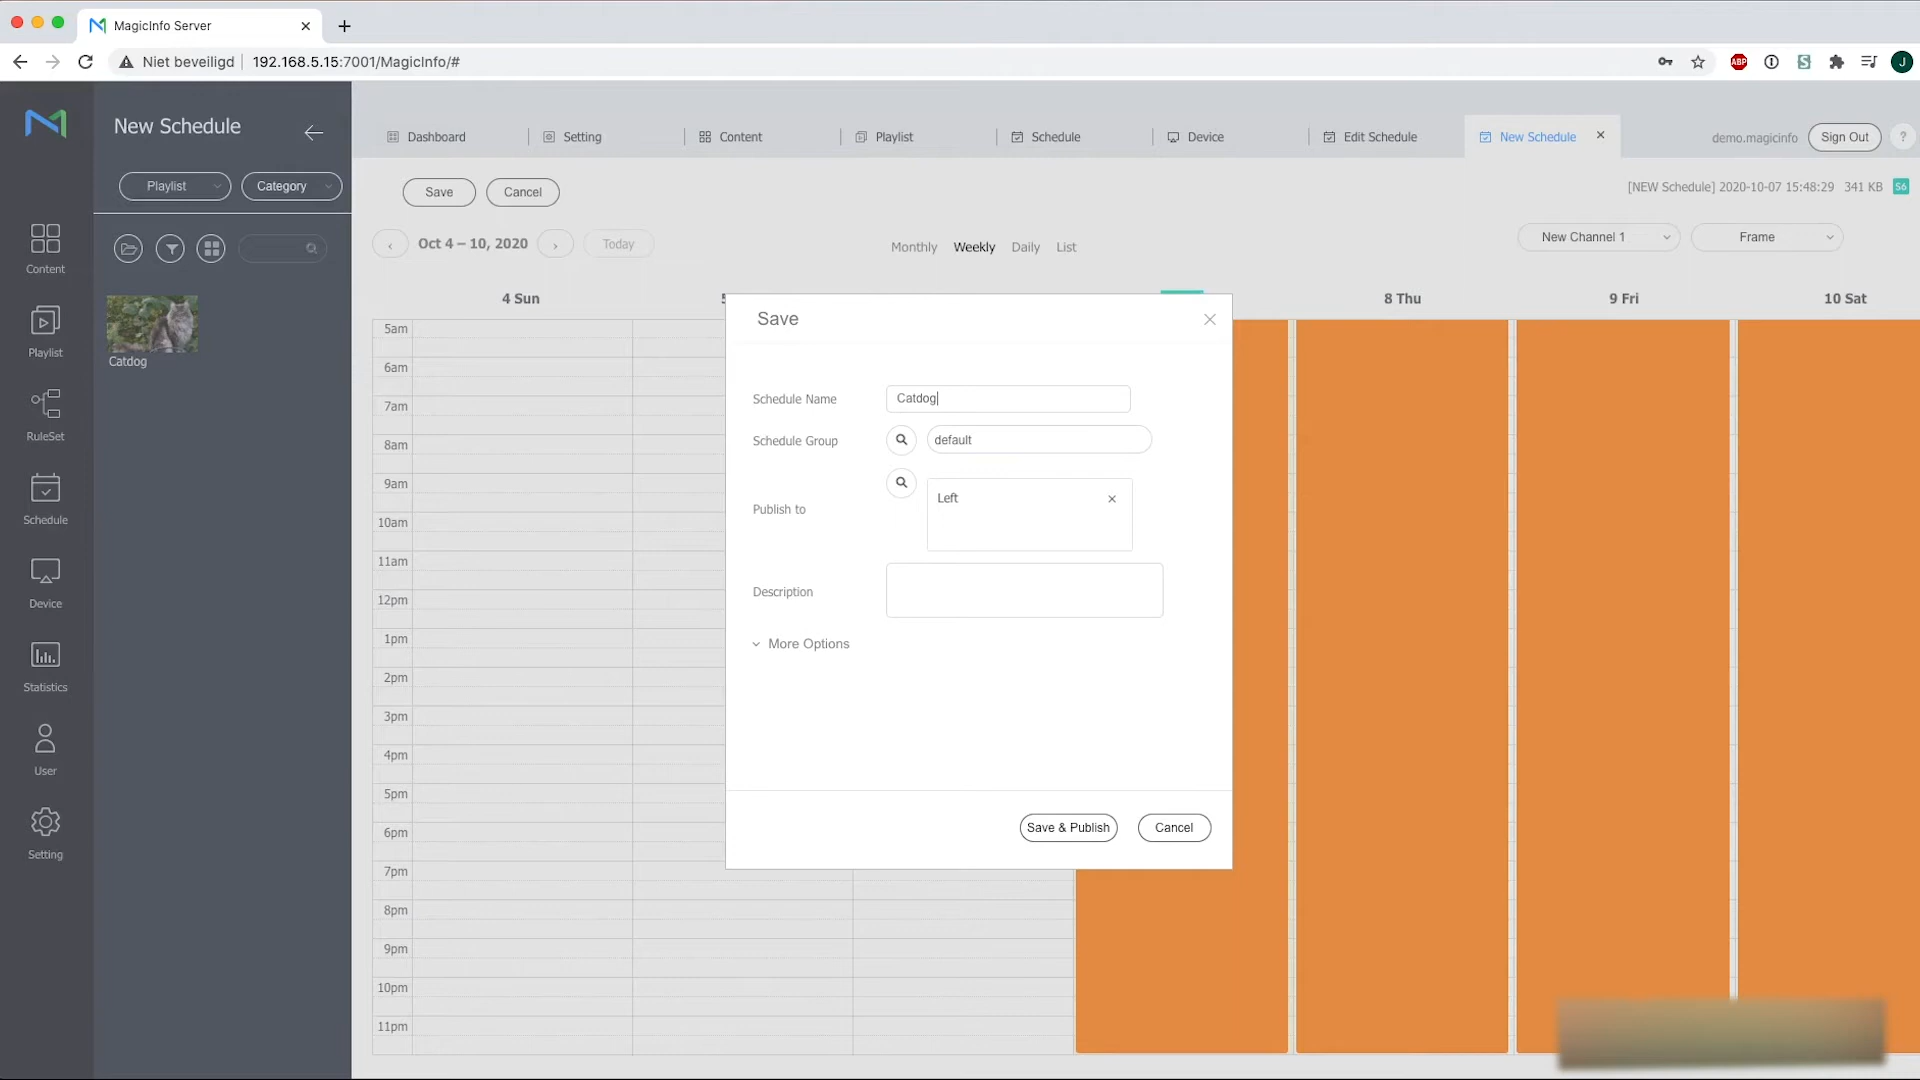 MagicInfo Server
Niet beveiligd
192.168.5.15:7001/MagicInfo/#
ABP
J
New Schedule
Playlist
Category
Catdog
Content
Playlist
RuleSet
Schedule
Device
Statistics
User
Setting
Dashboard
Setting
Content
Playlist
Schedule
Device
Edit Schedule
New Schedule
demo.magicinfo
Sign Out
?
Save
Cancel
[NEW Schedule] 2020-10-07 15:48:29 341 KB
S6
Oct 4 – 10, 2020
Today
Monthly
Weekly
Daily
List
New Channel 1
Frame
4 Sun
8 Thu
9 Fri
10 Sat
5am
6am
7am
8am
9am
10am
11am
12pm
1pm
2pm
3pm
4pm
5pm
6pm
7pm
8pm
9pm
10pm
11pm
Save
Schedule Name
Catdog
Schedule Group
default
Publish to
Left
Description
More Options
Save & Publish
Cancel